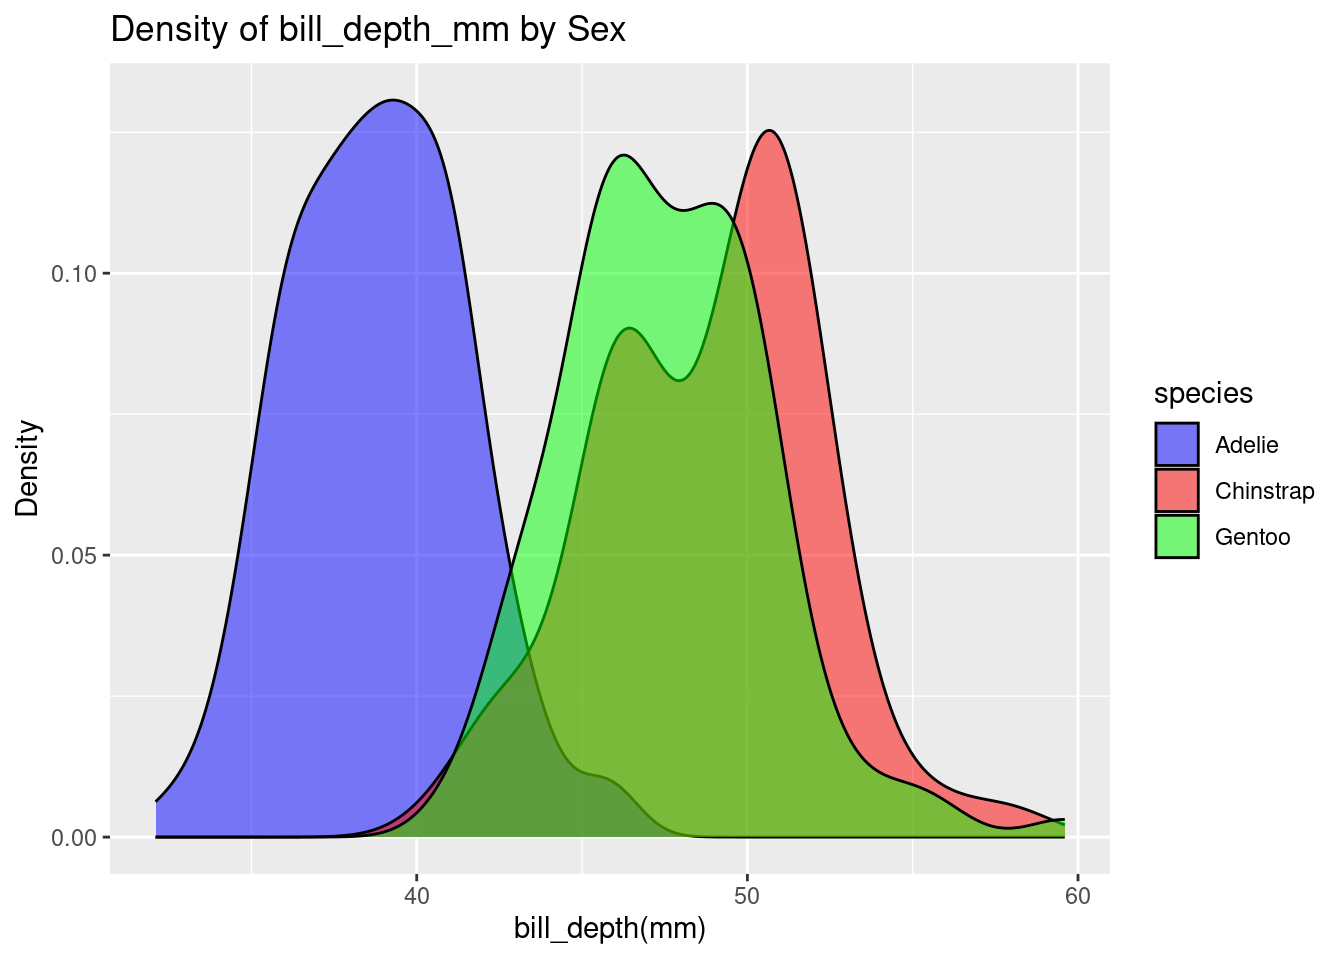 Density of bill_depth_mm by Sex
Density
0.10
0.05
0.00
40 50 60
bill_depth(mm)
species
Adelie
Chinstrap
Gentoo